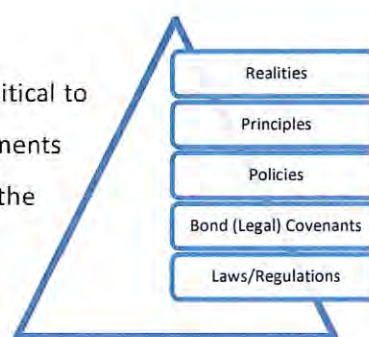 itical to
ments
the
Realities
Principles
Policies
Bond (Legal) Covenants
Laws/Regulations